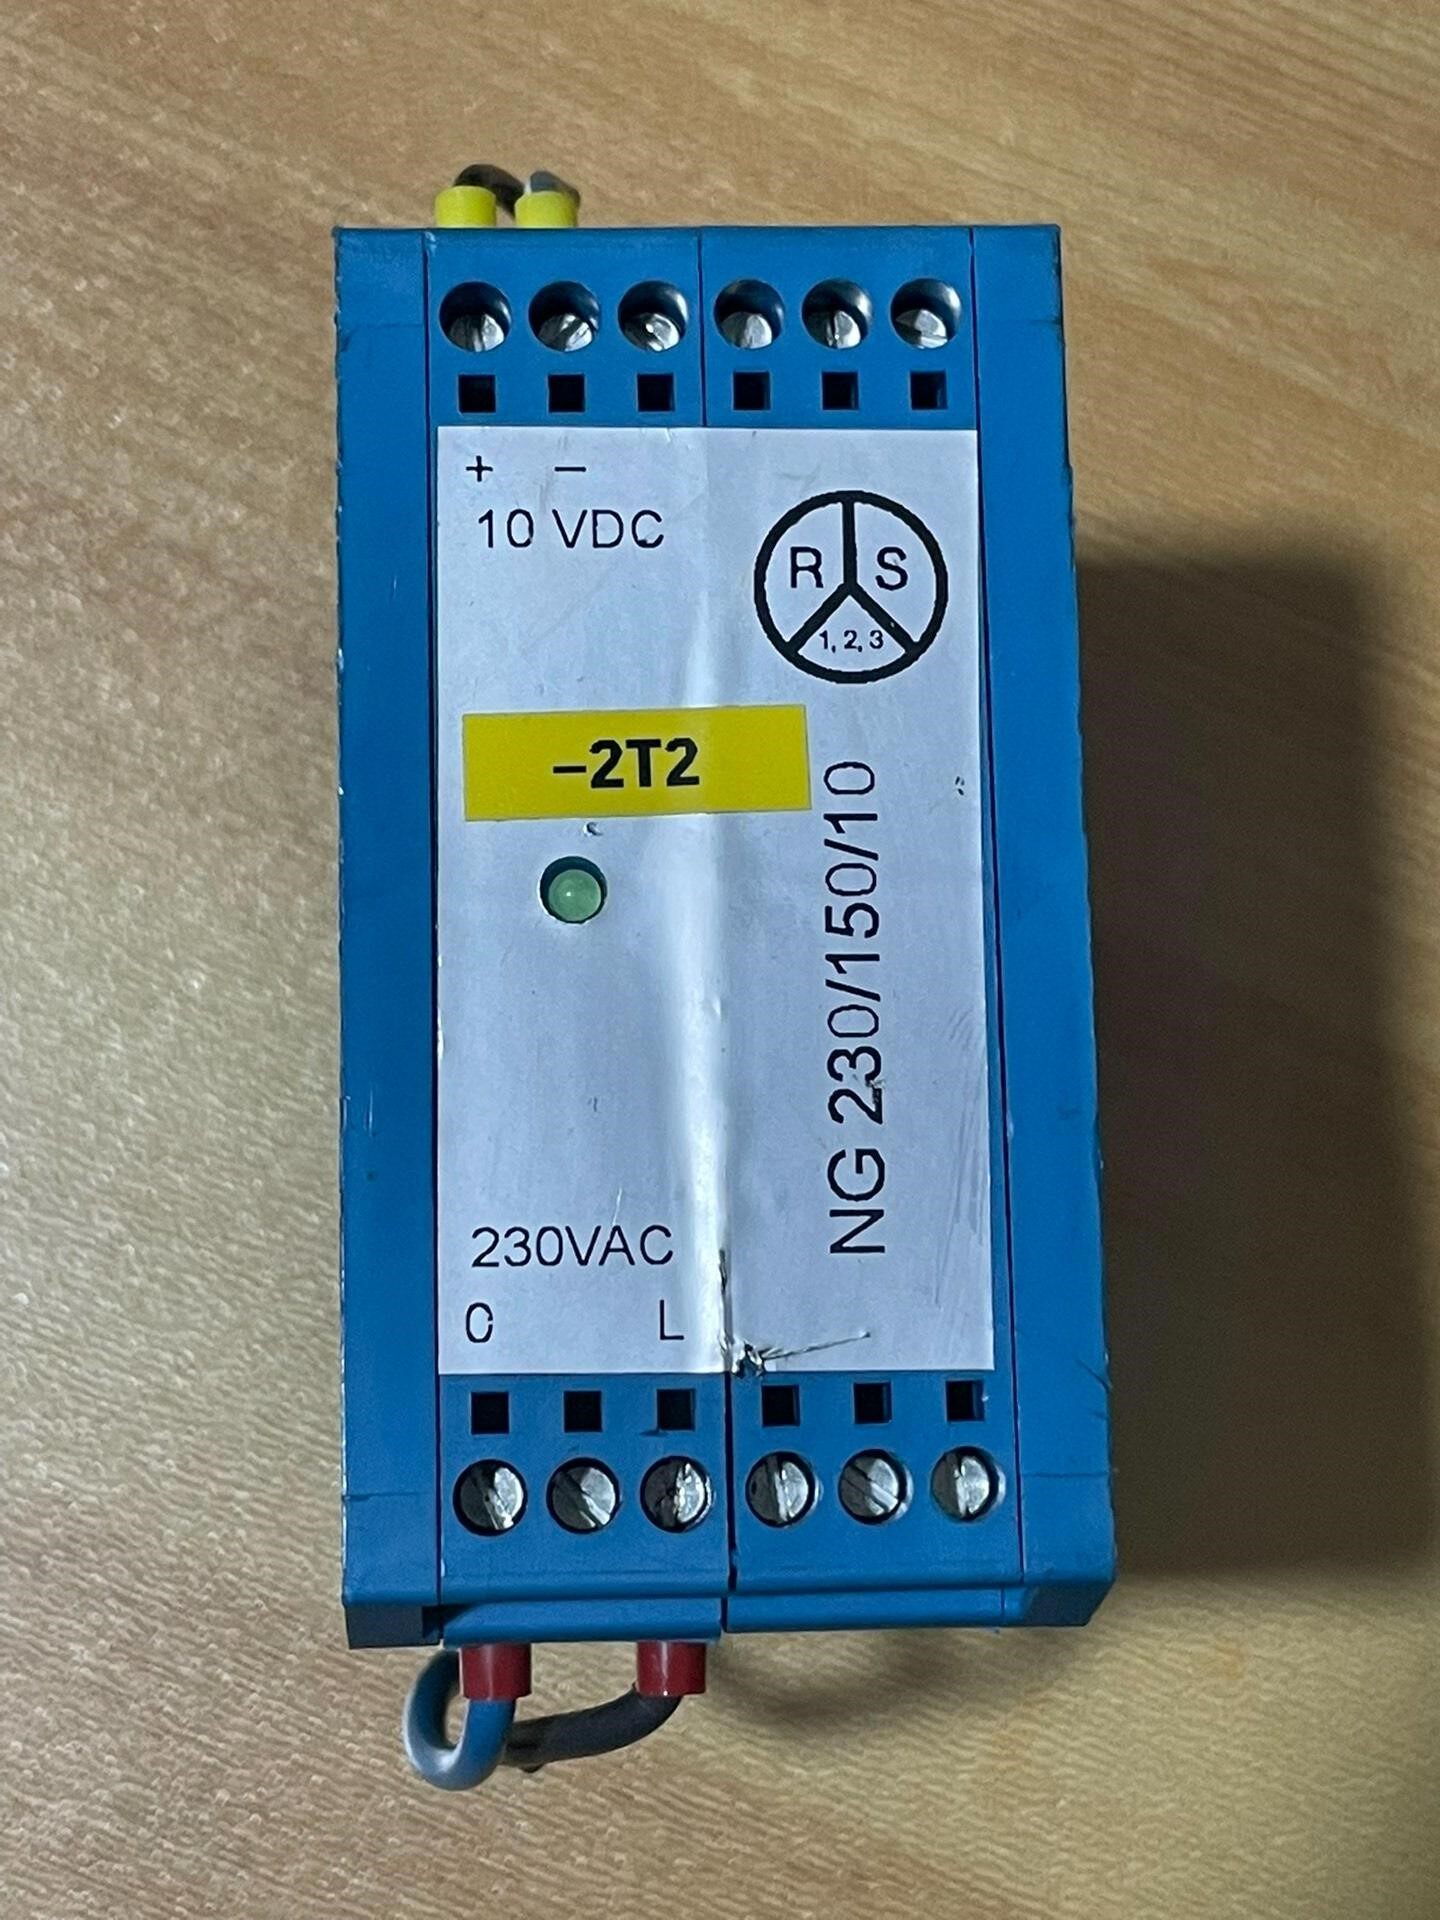 + –
10 VDC
R S
1, 2, 3
–2T2
NG 230/150/10
230VAC
0 L